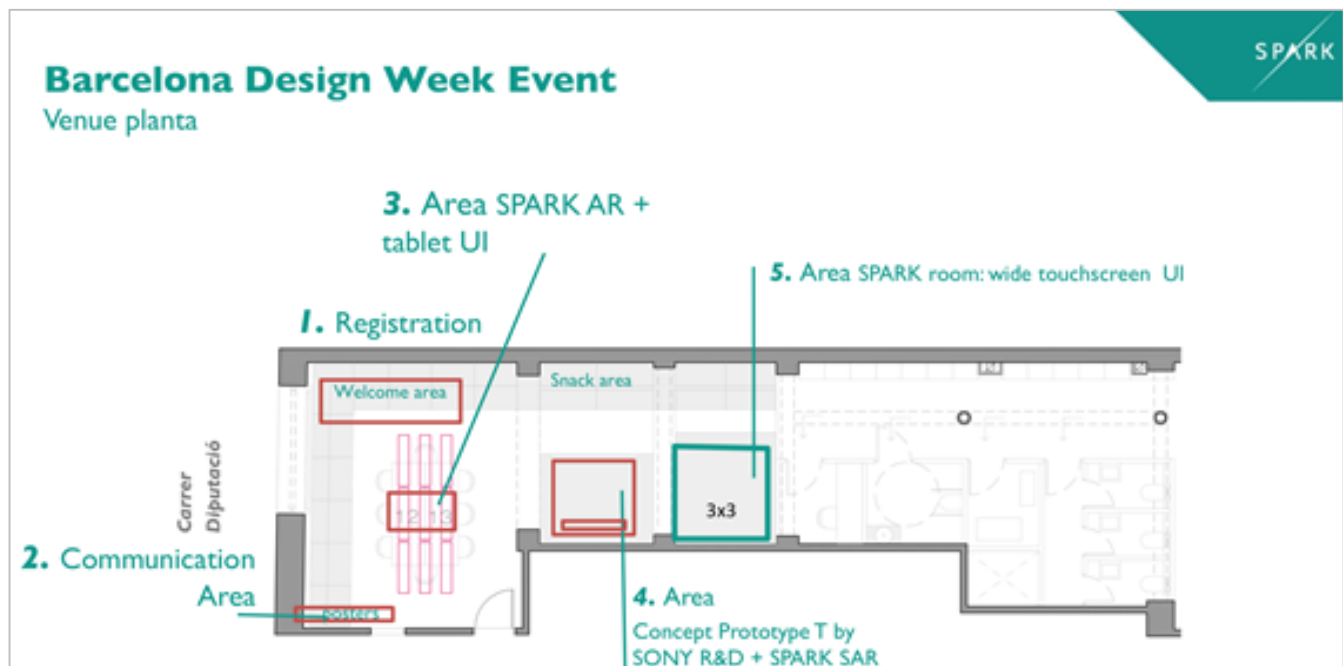 SPARK
Barcelona Design Week Event
Venue planta
3. Area SPARK AR +
tablet UI
5. Area SPARK room: wide touchscreen UI
1. Registration
Welcome area
Snack area
Carrer
Diputació
12 13
3x3
2. Communication
Area
posters
4. Area
Concept Prototype T by
SONY R&D + SPARK SAR